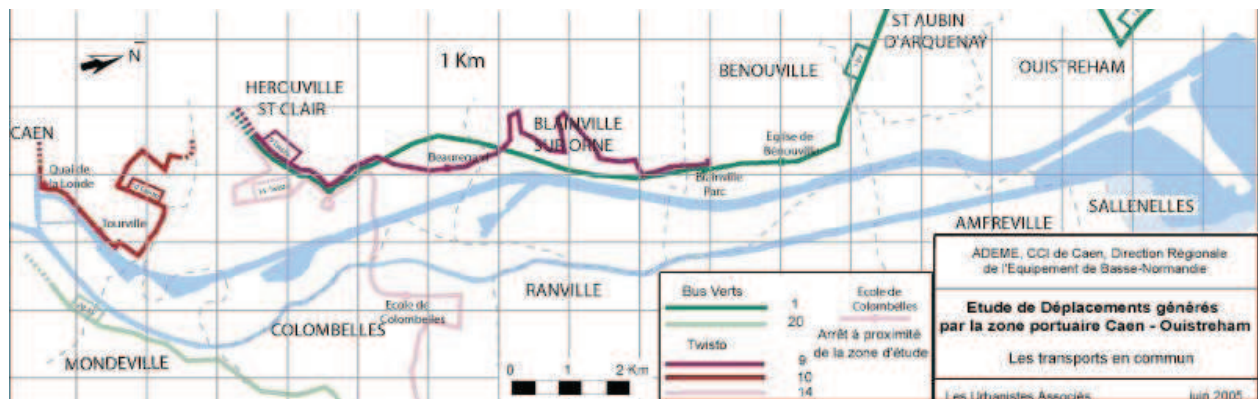 N
1 Km
ST AUBIN
D'ARQUENAY
BENOUVILLE
OUISTREHAM
HEROUVILLE
ST CLAIR
CAEN
BLAINVILLE
SUR ORNE
Eglise de
Bénouville
Beauregard
Quai de
la Londe
Blainville
Parc
Tourville
SALLENELLES
AMFREVILLE
RANVILLE
Ecole de
Colombelles
COLOMBELLES
MONDEVILLE
0 1 2 Km
Bus Verts
1
20
Twisto
9
10
14
Ecole de
Colombelles
Arrêt à proximité
de la zone d'étude
ADEME, CCI de Caen, Direction Régionale
de l'Equipement de Basse-Normandie
Etude de Déplacements générés
par la zone portuaire Caen - Ouistreham
Les transports en commun
Les Urbanistes Associés juin 2005